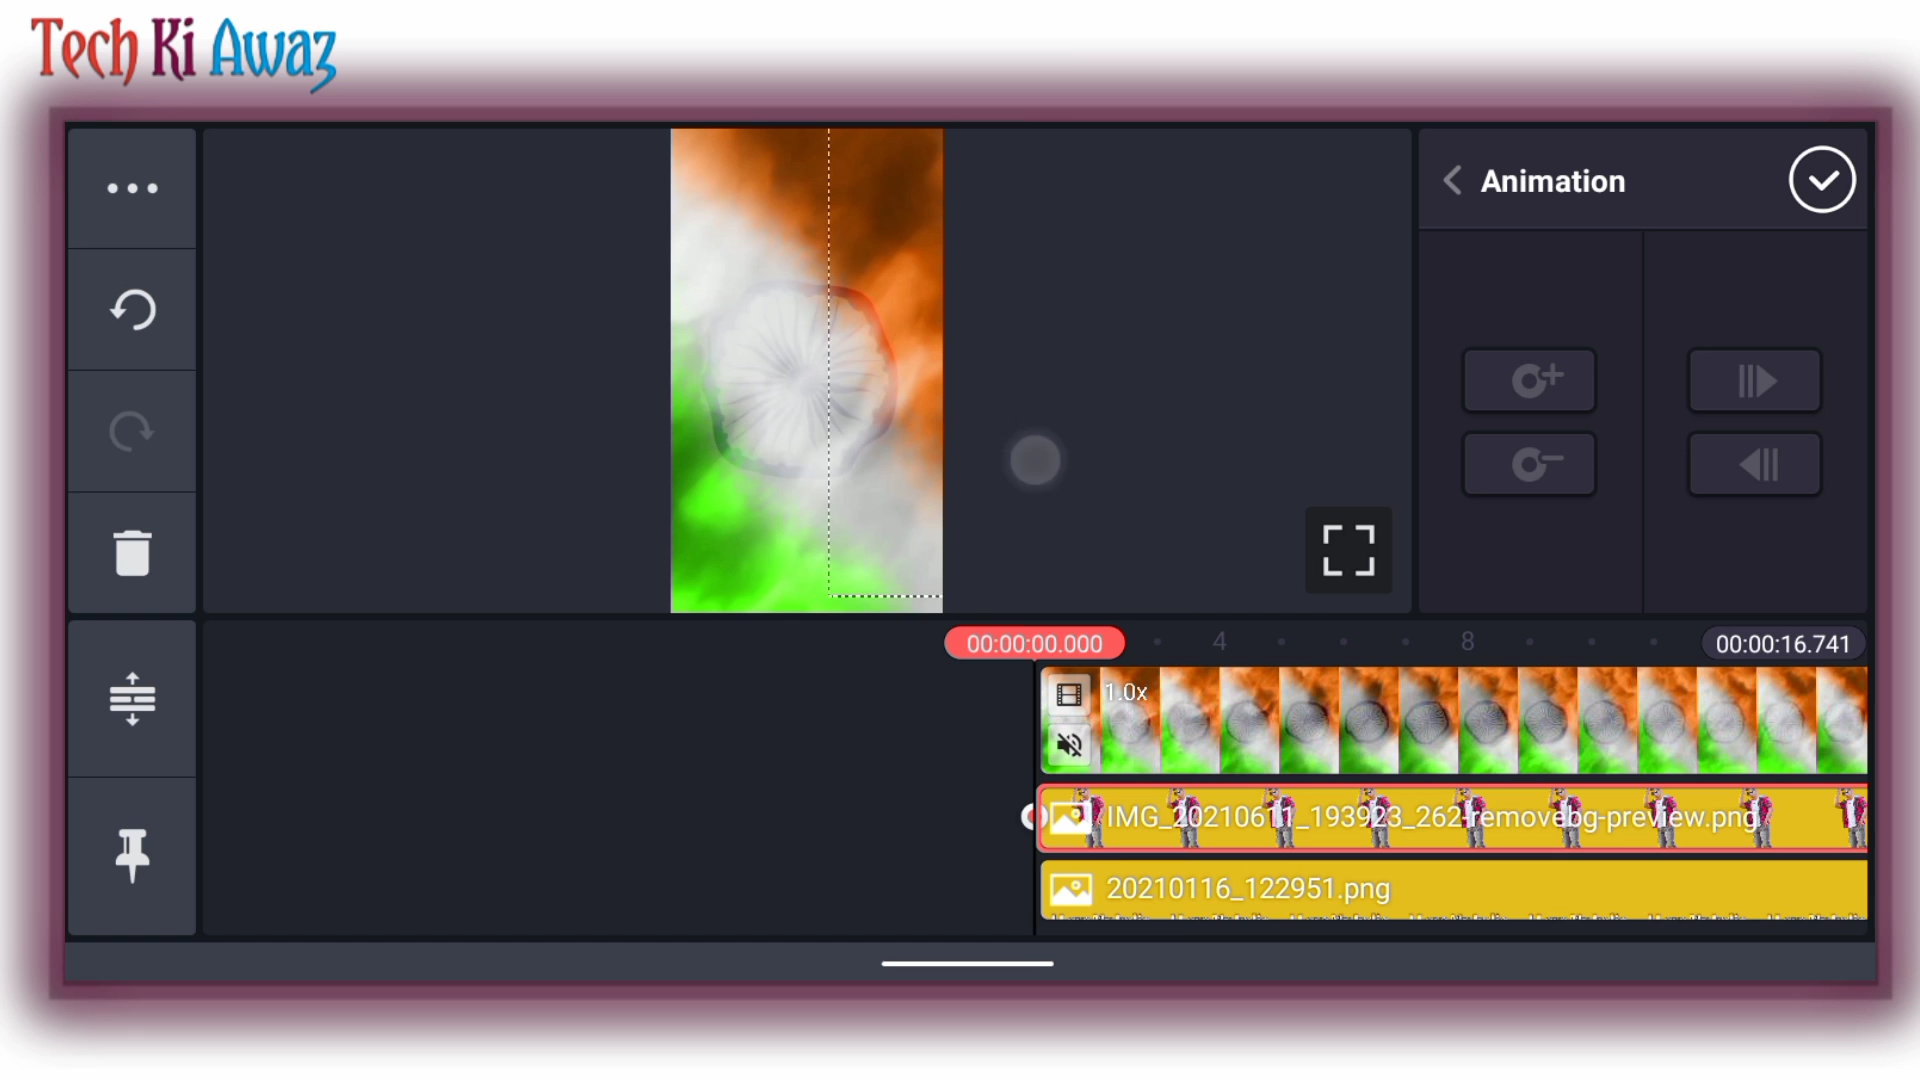 Tech Ki Awaz
Animation
00:00:00.000
4
8
00:00:16.741
1.0x
IMG_20210611_193923_262-removebg-preview.png
20210116_122951.png